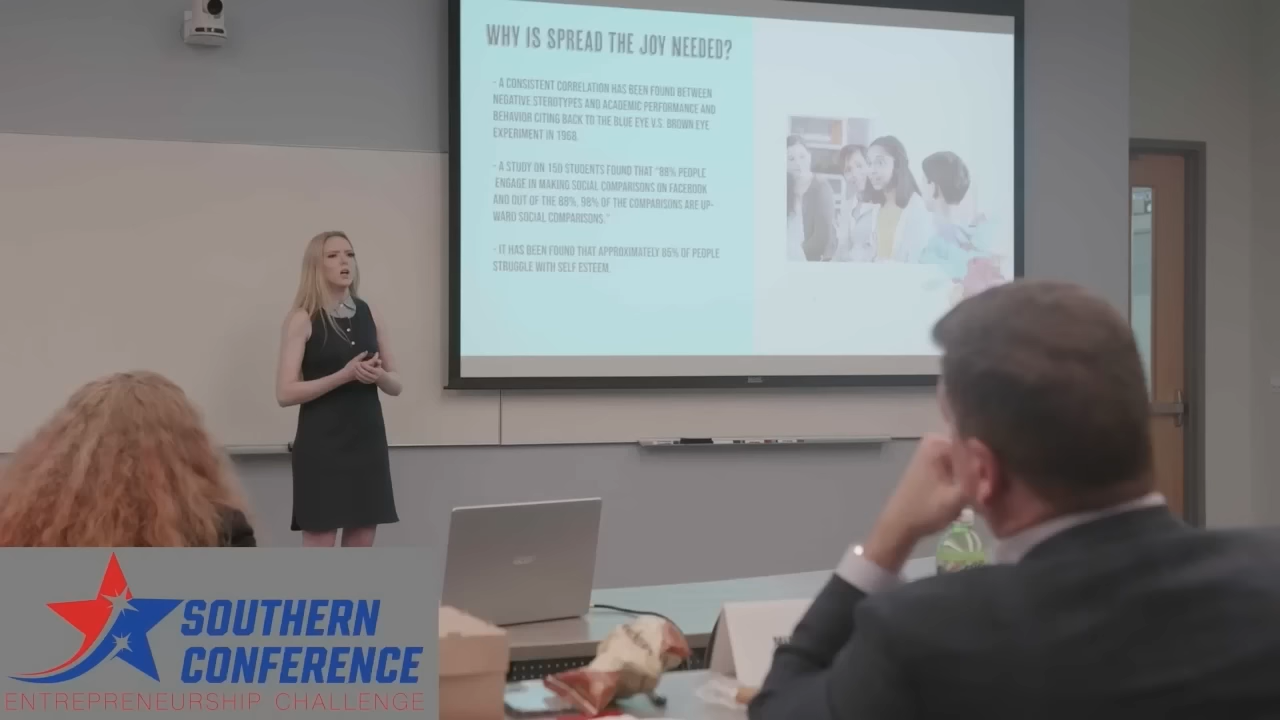 WHY IS SPREAD THE JOY NEEDED?
- A CONSISTENT CORRELATION HAS BEEN FOUND BETWEEN
NEGATIVE STEROTYPES AND ACADEMIC PERFORMANCE AND
BEHAVIOR CITING BACK TO THE BLUE EYE V.S. BROWN EYE
EXPERIMENT IN 1968.
- A STUDY ON 150 STUDENTS FOUND THAT "88% PEOPLE
ENGAGE IN MAKING SOCIAL COMPARISONS ON FACEBOOK
AND OUT OF THE 88%, 98% OF THE COMPARISONS ARE UP-
WARD SOCIAL COMPARISONS."
- IT HAS BEEN FOUND THAT APPROXIMATELY 85% OF PEOPLE
STRUGGLE WITH SELF ESTEEM.
acer
SOUTHERN
CONFERENCE
ENTREPRENEURSHIP CHALLENGE